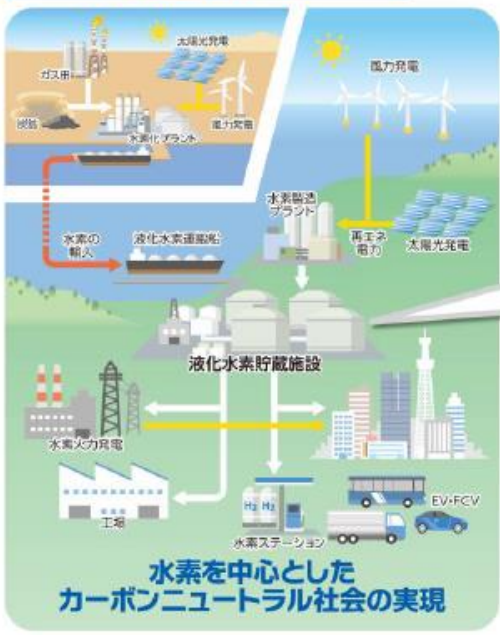 太陽光発電
ガス田
炭鉱
水素化プラント
風力発電
風力発電
水素製造
プラント
再エネ
電力
太陽光発電
水素の
輸入
液化水素運搬船
液化水素貯蔵施設
水素火力発電
工場
H2 H2
水素ステーション
EV・FCV
水素を中心とした
カーボンニュートラル社会の実現